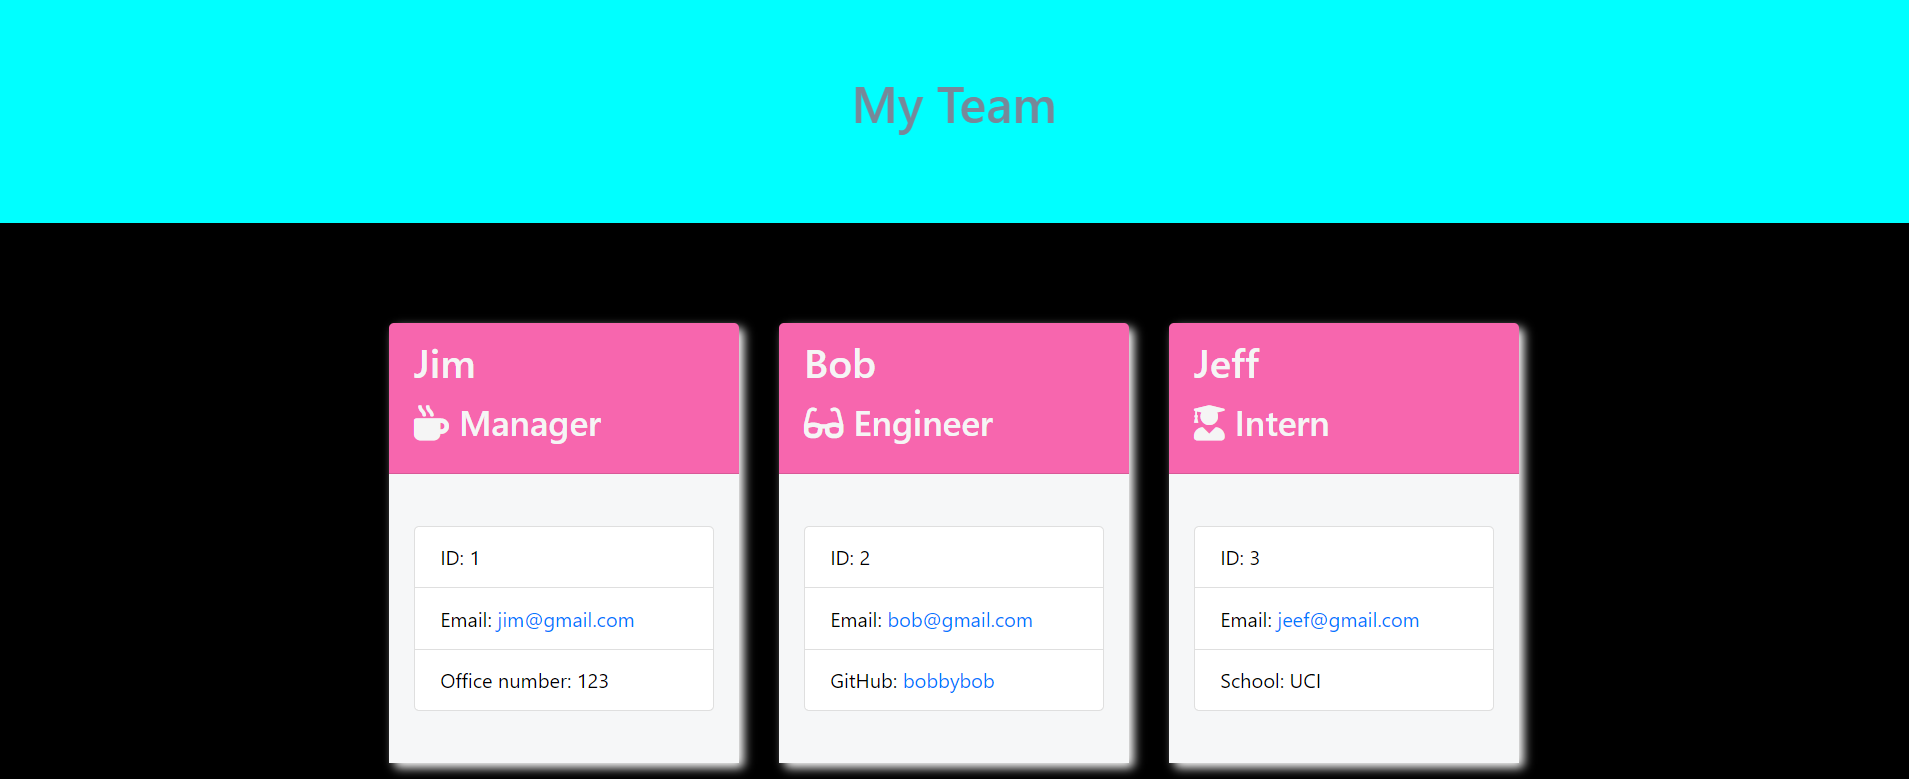 My Team
Jim
Manager
ID: 1
Email: jim@gmail.com
Office number: 123
Bob
Engineer
ID: 2
Email: bob@gmail.com
GitHub: bobbybob
Jeff
Intern
ID: 3
Email: jeef@gmail.com
School: UCI